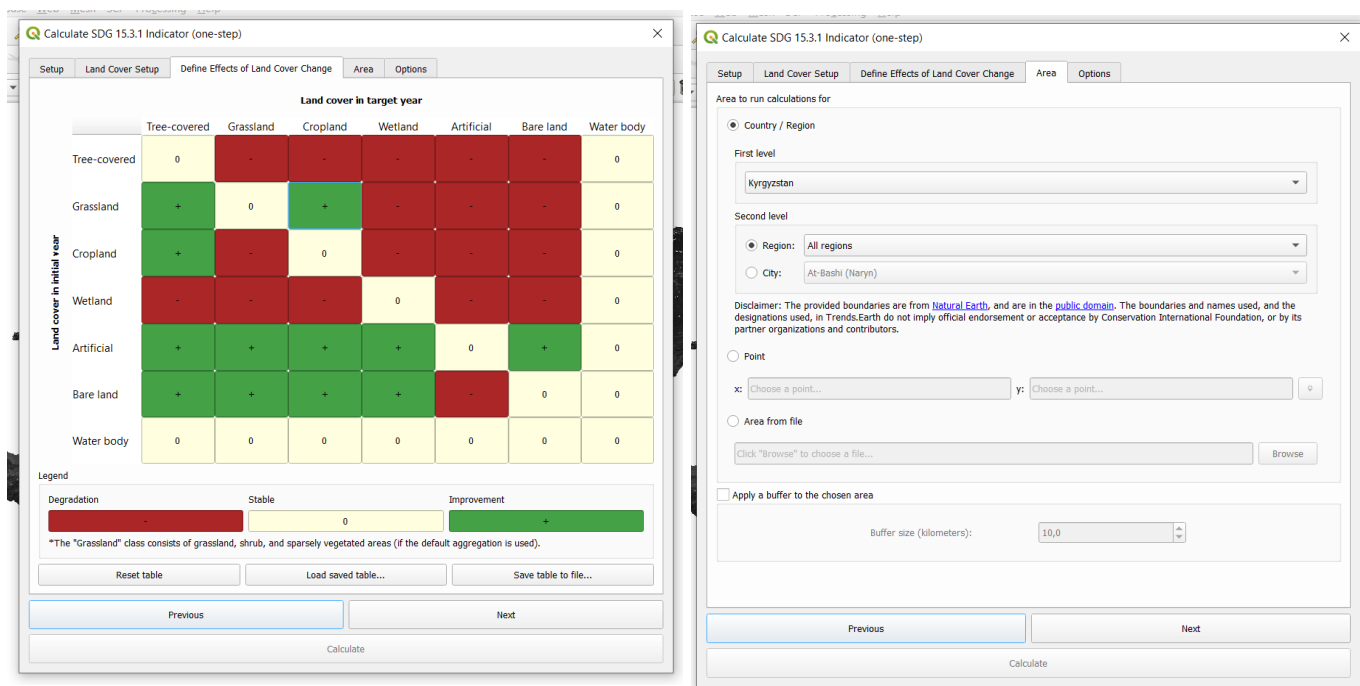 Calculate SDG 15.3.1 Indicator (one-step)
Setup Land Cover Setup Define Effects of Land Cover Change Area Options
Land cover in target year
Tree-covered Grassland Cropland Wetland Artificial Bare land Water body
Land cover in initial year
Tree-covered 0 - - - - - 0
Grassland + 0 + - - - 0
Cropland + - 0 - - - 0
Wetland - - - 0 - - 0
Artificial + + + + 0 + 0
Bare land + + + + - 0 0
Water body 0 0 0 0 0 0 0
Legend
Degradation Stable Improvement
- 0 +
*The "Grassland" class consists of grassland, shrub, and sparsely vegetated areas (if the default aggregation is used).
Reset table Load saved table... Save table to file...
Previous Next
Calculate
Calculate SDG 15.3.1 Indicator (one-step)
Setup Land Cover Setup Define Effects of Land Cover Change Area Options
Area to run calculations for
Country / Region
First level
Kyrgyzstan
Second level
Region: All regions
City: At-Bashi (Naryn)
Disclaimer: The provided boundaries are from Natural Earth, and are in the public domain. The boundaries and names used, and the
designations used, in Trends.Earth do not imply official endorsement or acceptance by Conservation International Foundation, or by its
partner organizations and contributors.
Point
x: Choose a point... y: Choose a point...
Area from file
Click "Browse" to choose a file... Browse
Apply a buffer to the chosen area
Buffer size (kilometers): 10,0
Previous Next
Calculate